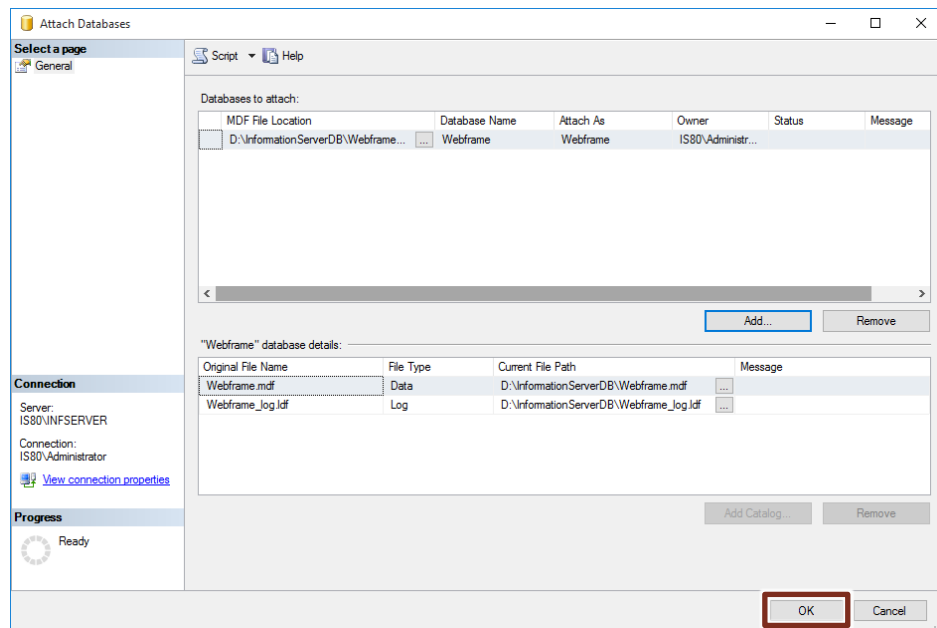 Attach Databases
Select a page
General
Script Help
Databases to attach:
MDF File Location Database Name Attach As Owner Status Message
D:\InformationServerDB\Webframe... ... Webframe Webframe IS80\Administr...
Add... Remove
"Webframe" database details:
Original File Name File Type Current File Path Message
Webframe.mdf Data D:\InformationServerDB\Webframe.mdf ...
Webframe_log.ldf Log D:\InformationServerDB\Webframe_log.ldf ...
Connection
Server:
IS80\INFSERVER
Connection:
IS80\Administrator
View connection properties
Add Catalog... Remove
Progress
Ready
OK Cancel